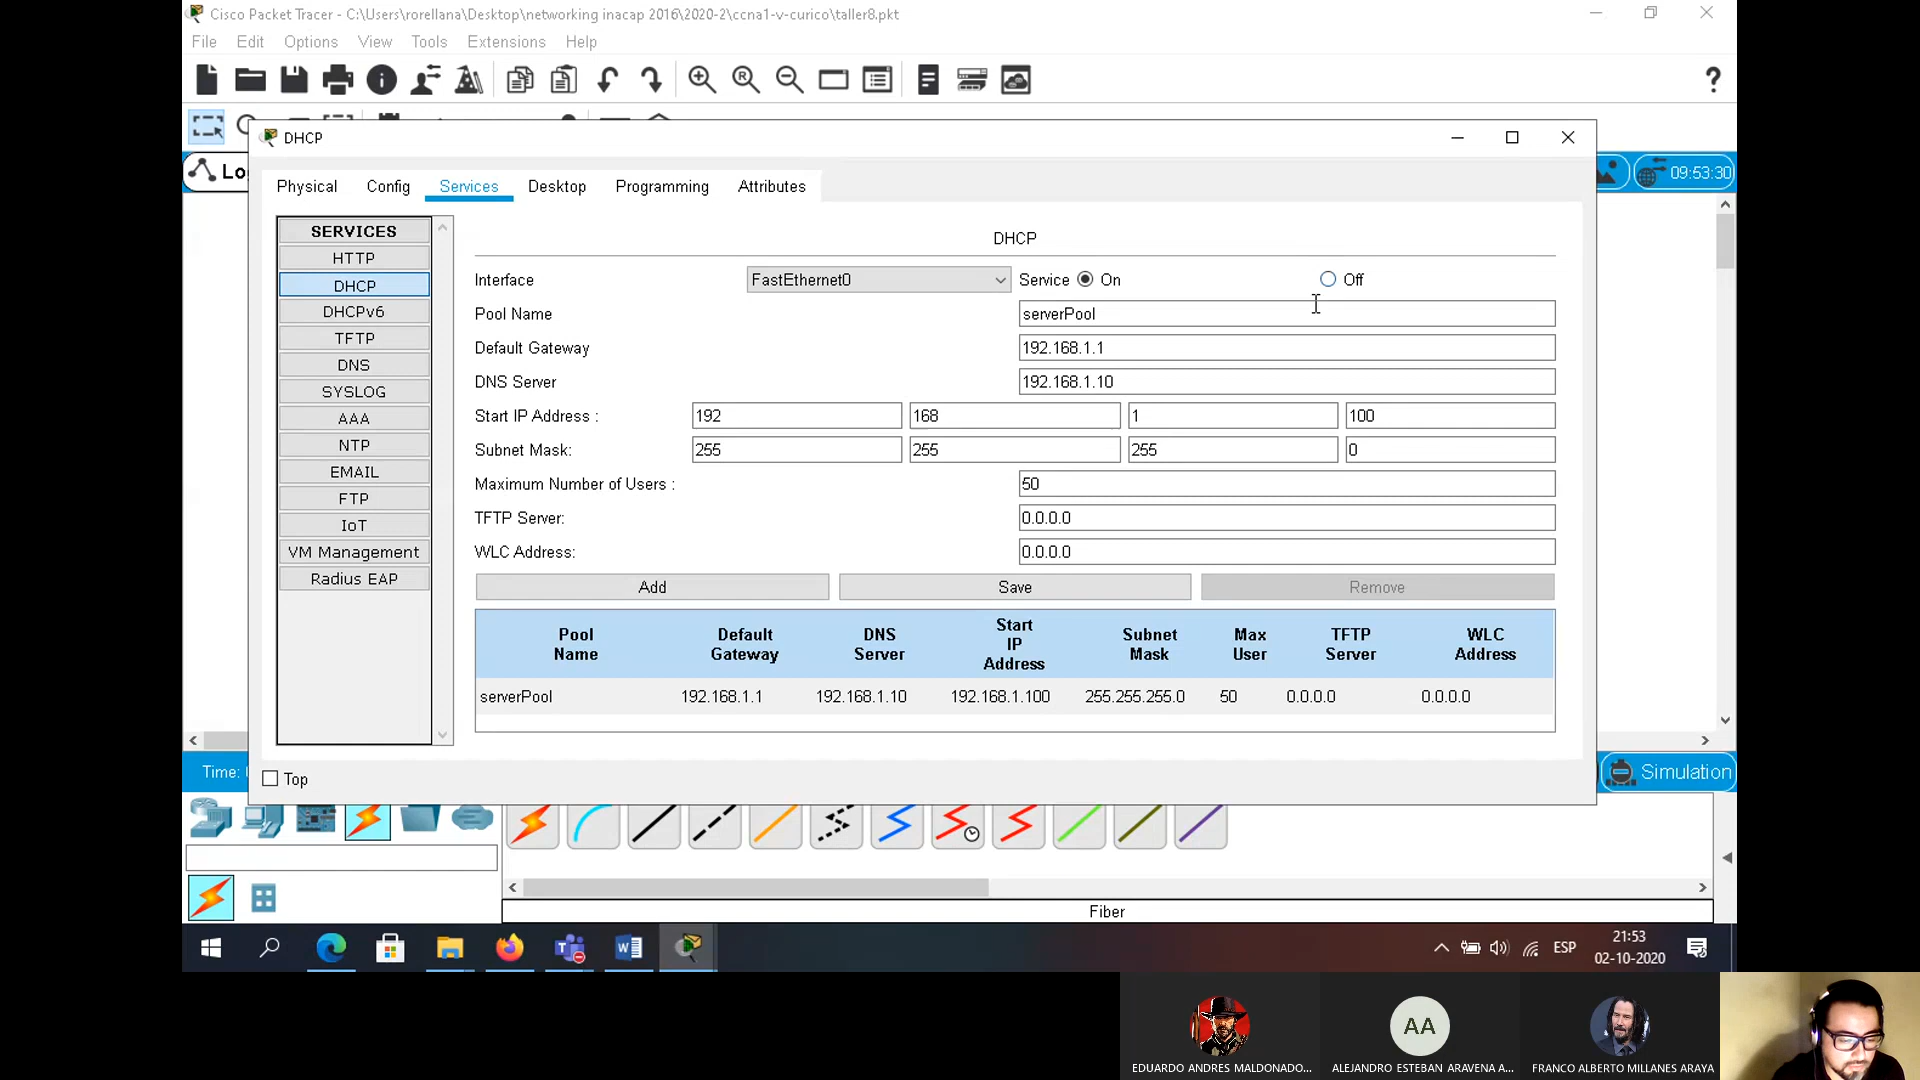 Cisco Packet Tracer - C:\Users\rorellana\Desktop\networking inacap 2016\2020-2\ccna1-v-curico\taller8.pkt
File Edit Options View Tools Extensions Help
DHCP
Lo
09:53:30
Physical Config Services Desktop Programming Attributes
SERVICES
HTTP
DHCP
DHCPv6
TFTP
DNS
SYSLOG
AAA
NTP
EMAIL
FTP
IoT
VM Management
Radius EAP
DHCP
Interface FastEthernet0 Service On Off
Pool Name serverPool
Default Gateway 192.168.1.1
DNS Server 192.168.1.10
Start IP Address : 192 168 1 100
Subnet Mask: 255 255 255 0
Maximum Number of Users : 50
TFTP Server: 0.0.0.0
WLC Address: 0.0.0.0
Add Save Remove
Pool Name Default Gateway DNS Server Start IP Address Subnet Mask Max User TFTP Server WLC Address
serverPool 192.168.1.1 192.168.1.10 192.168.1.100 255.255.255.0 50 0.0.0.0 0.0.0.0
Top
Time:
Simulation
Fiber
ESP
21:53
02-10-2020
AA
EDUARDO ANDRES MALDONADO...
ALEJANDRO ESTEBAN ARAVENA A...
FRANCO ALBERTO MILLANES ARAYA